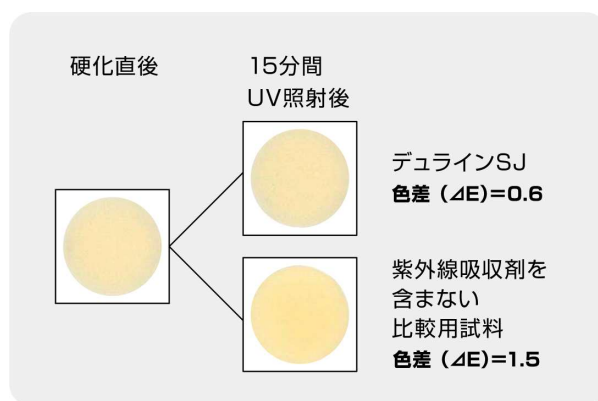 硬化直後
15分間
UV照射後
デュラインSJ
色差（⊿E）=0.6
紫外線吸収剤を
含まない
比較用試料
色差（⊿E）=1.5